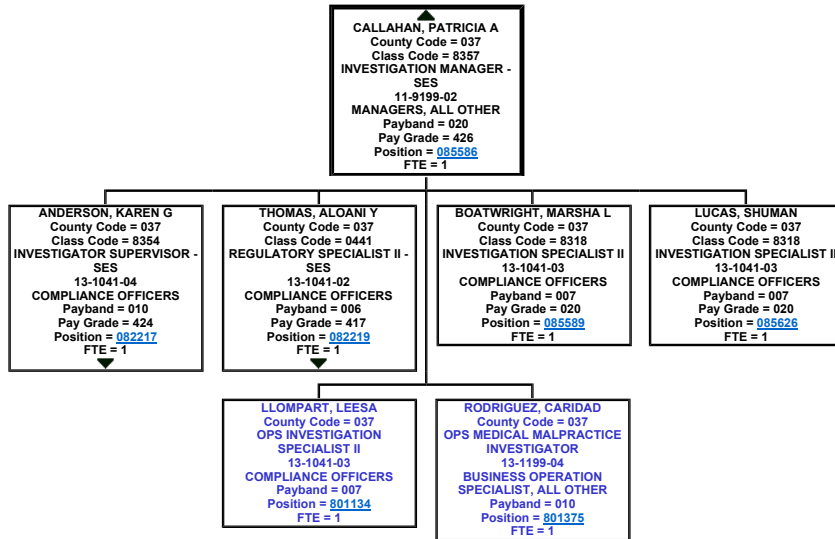 CALLAHAN, PATRICIA A
County Code = 037
Class Code = 8357
INVESTIGATION MANAGER -
SES
11-9199-02
MANAGERS, ALL OTHER
Payband = 020
Pay Grade = 426
Position = 085586
FTE = 1
ANDERSON, KAREN G
County Code = 037
Class Code = 8354
INVESTIGATOR SUPERVISOR -
SES
13-1041-04
COMPLIANCE OFFICERS
Payband = 010
Pay Grade = 424
Position = 082217
FTE = 1
THOMAS, ALOANI Y
County Code = 037
Class Code = 0441
REGULATORY SPECIALIST II -
SES
13-1041-02
COMPLIANCE OFFICERS
Payband = 006
Pay Grade = 417
Position = 082219
FTE = 1
BOATWRIGHT, MARSHA L
County Code = 037
Class Code = 8318
INVESTIGATION SPECIALIST II
13-1041-03
COMPLIANCE OFFICERS
Payband = 007
Pay Grade = 020
Position = 085589
FTE = 1
LUCAS, SHUMAN
County Code = 037
Class Code = 8318
INVESTIGATION SPECIALIST II
13-1041-03
COMPLIANCE OFFICERS
Payband = 007
Pay Grade = 020
Position = 085626
FTE = 1
LLOMPART, LEESA
County Code = 037
OPS INVESTIGATION
SPECIALIST II
13-1041-03
COMPLIANCE OFFICERS
Payband = 007
Position = 801134
FTE = 1
RODRIGUEZ, CARIDAD
County Code = 037
OPS MEDICAL MALPRACTICE
INVESTIGATOR
13-1199-04
BUSINESS OPERATION
SPECIALIST, ALL OTHER
Payband = 010
Position = 801375
FTE = 1